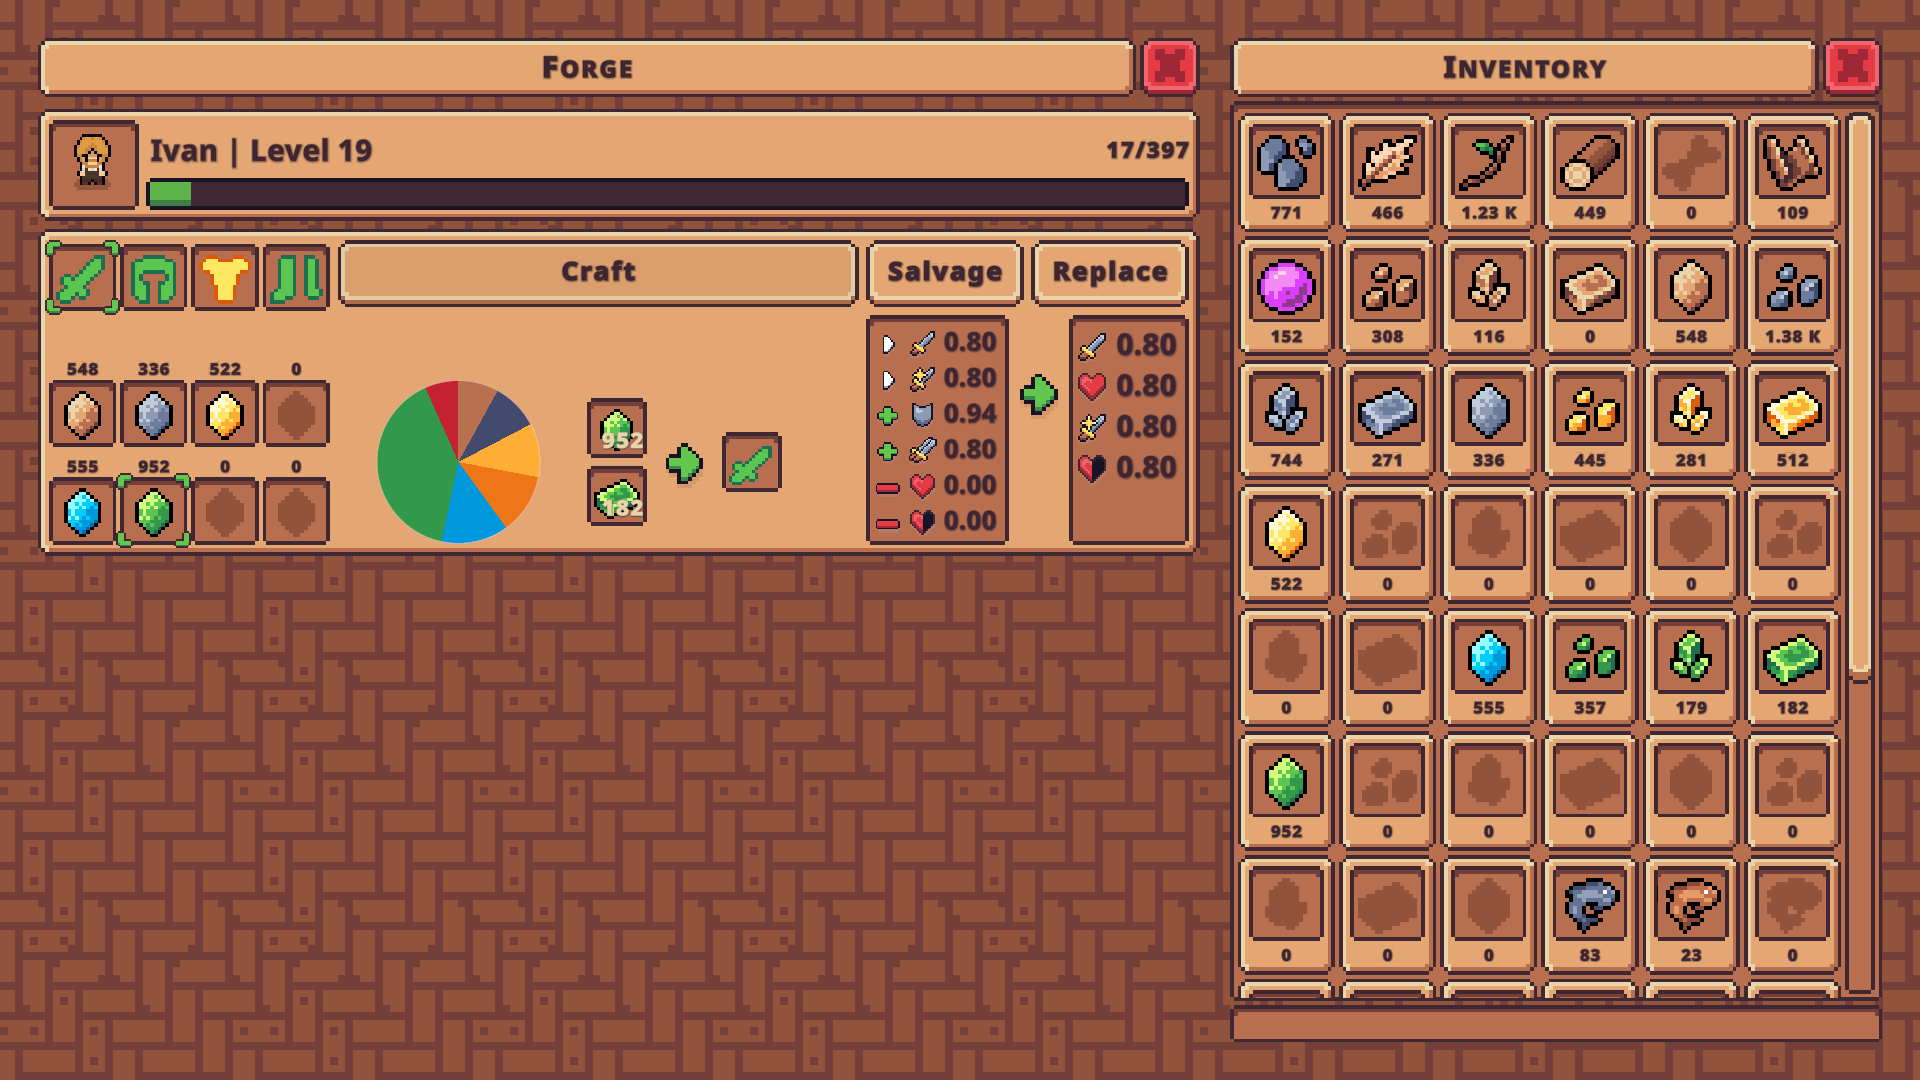 Forge
Ivan | Level 19
17/397
Craft
Salvage
Replace
548 336 522 0
555 952 0 0
952
182
0.80
0.80
0.94
0.80
0.00
0.00
0.80
0.80
0.80
0.80
Inventory
771 466 1.23 K 449 0 109
152 308 116 0 548 1.38 K
744 271 336 445 281 512
522 0 0 0 0 0
0 0 555 357 179 182
952 0 0 0 0 0
0 0 0 83 23 0